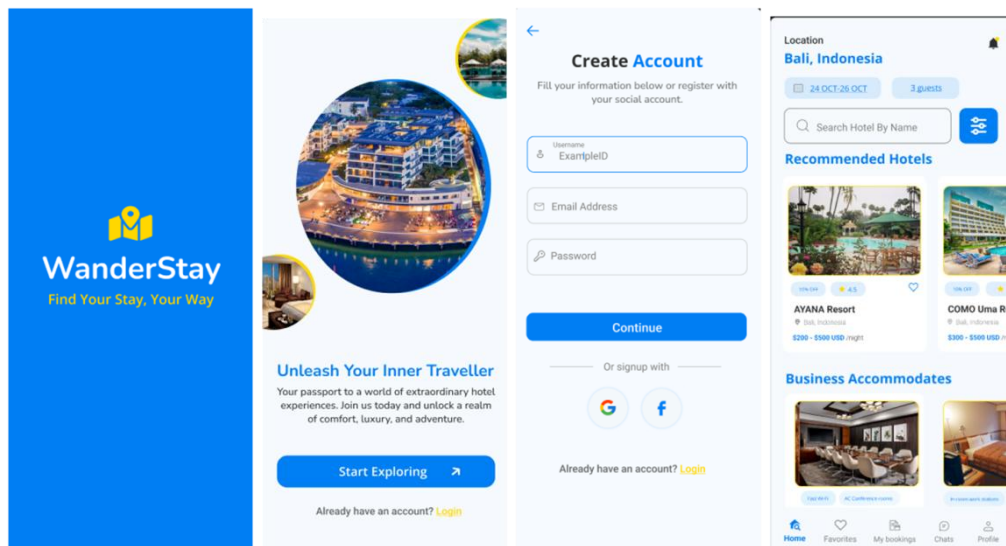 WanderStay
Find Your Stay, Your Way
Unleash Your Inner Traveller
Your passport to a world of extraordinary hotel
experiences. Join us today and unlock a realm
of comfort, luxury, and adventure.
Start Exploring
Already have an account? Login
Create Account
Fill your information below or register with
your social account.
Username
ExampleID
Email Address
Password
Continue
Or signup with
G f
Already have an account? Login
Location
Bali, Indonesia
24 OCT-26 OCT 3 guests
Search Hotel By Name
Recommended Hotels
10% OFF
4.5
AYANA Resort
Bali, Indonesia
$200 - $500 USD /night
10% OFF
COMO Uma R
Bali, Indonesia
$300 - $500 USD /n
Business Accommodates
AC Conference rooms
Home Favorites My bookings Chats Profile